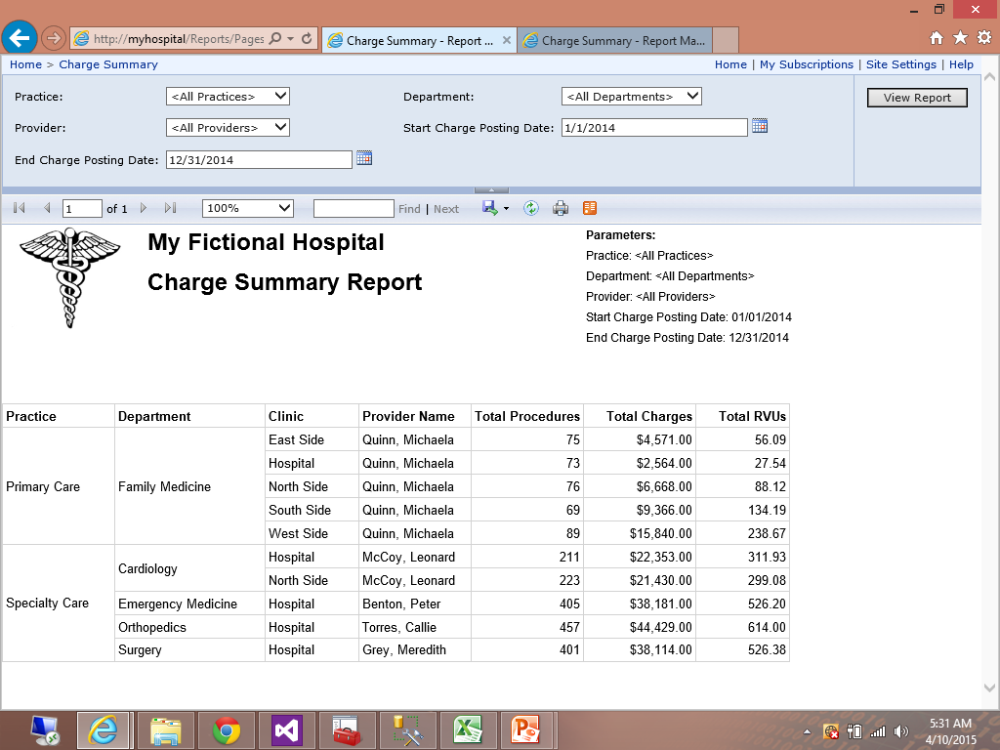 http://myhospital/Reports/Pages
Charge Summary - Report ...
Charge Summary - Report Ma...
Home > Charge Summary
Home | My Subscriptions | Site Settings | Help
Practice: <All Practices> Department: <All Departments> View Report
Provider: <All Providers> Start Charge Posting Date: 1/1/2014
End Charge Posting Date: 12/31/2014
1 of 1 100% Find | Next
My Fictional Hospital
Charge Summary Report
Parameters:
Practice: <All Practices>
Department: <All Departments>
Provider: <All Providers>
Start Charge Posting Date: 01/01/2014
End Charge Posting Date: 12/31/2014
Practice Department Clinic Provider Name Total Procedures Total Charges Total RVUs
East Side Quinn, Michaela 75 $4,571.00 56.09
Hospital Quinn, Michaela 73 $2,564.00 27.54
Primary Care Family Medicine North Side Quinn, Michaela 76 $6,668.00 88.12
South Side Quinn, Michaela 69 $9,366.00 134.19
West Side Quinn, Michaela 89 $15,840.00 238.67
Cardiology Hospital McCoy, Leonard 211 $22,353.00 311.93
North Side McCoy, Leonard 223 $21,430.00 299.08
Specialty Care Emergency Medicine Hospital Benton, Peter 405 $38,181.00 526.20
Orthopedics Hospital Torres, Callie 457 $44,429.00 614.00
Surgery Hospital Grey, Meredith 401 $38,114.00 526.38
5:31 AM
4/10/2015